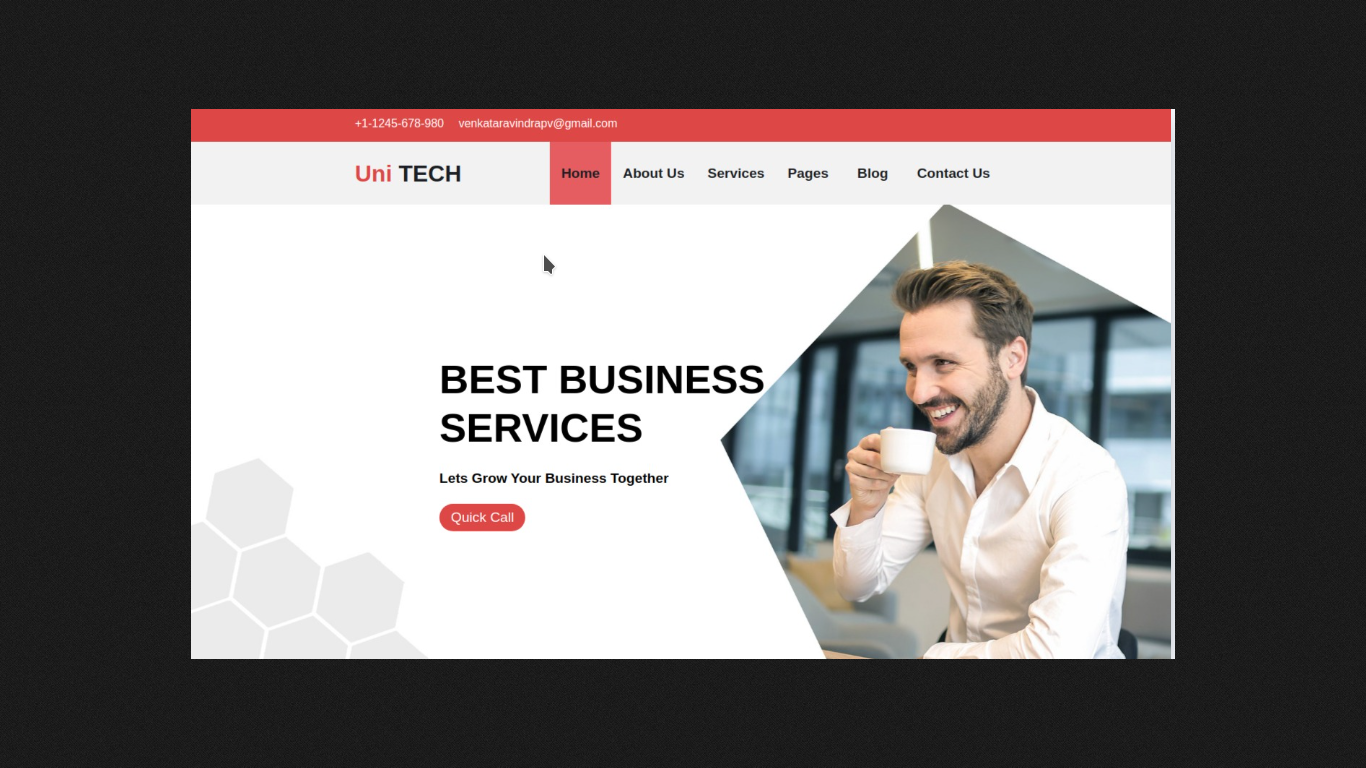 +1-1245-678-980 venkataravindrapv@gmail.com
Uni TECH
Home About Us Services Pages Blog Contact Us
BEST BUSINESS
SERVICES
Lets Grow Your Business Together
Quick Call